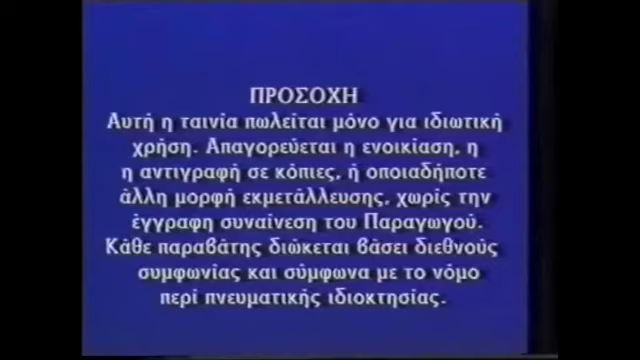 ΠΡΟΣΟΧΗ
Αυτή η ταινία πωλείται μόνο για ιδιωτική
χρήση. Απαγορεύεται η ενοικίαση, η
η αντιγραφή σε κόπιες, ή οποιαδήποτε
άλλη μορφή εκμετάλλευσης, χωρίς την
έγγραφη συναίνεση του Παραγωγού.
Κάθε παραβάτης διώκεται βάσει διεθνούς
συμφωνίας και σύμφωνα με το νόμο
περί πνευματικής ιδιοκτησίας.